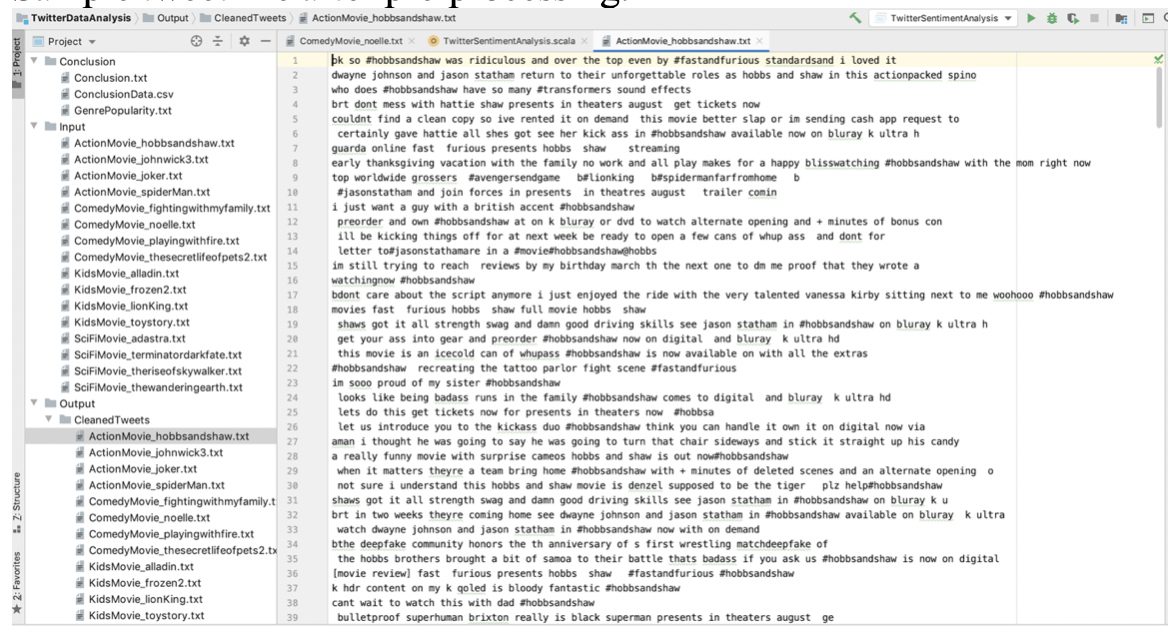 TwitterDataAnalysis Output CleanedTweets ActionMovie_hobbsandshaw.txt TwitterSentimentAnalysis
Project ComedyMovie_noelle.txt TwitterSentimentAnalysis.scala ActionMovie_hobbsandshaw.txt
1: Project
Conclusion
Conclusion.txt
ConclusionData.csv
GenrePopularity.txt
Input
ActionMovie_hobbsandshaw.txt
ActionMovie_johnwick3.txt
ActionMovie_joker.txt
ActionMovie_spiderMan.txt
ComedyMovie_fightingwithmyfamily.txt
ComedyMovie_noelle.txt
ComedyMovie_playingwithfire.txt
ComedyMovie_thesecretlifeofpets2.txt
KidsMovie_alladin.txt
KidsMovie_frozen2.txt
KidsMovie_lionKing.txt
KidsMovie_toystory.txt
SciFiMovie_adastra.txt
SciFiMovie_terminatordarkfate.txt
SciFiMovie_theriseofskywalker.txt
SciFiMovie_thewanderingearth.txt
Output
CleanedTweets
ActionMovie_hobbsandshaw.txt
ActionMovie_johnwick3.txt
ActionMovie_joker.txt
ActionMovie_spiderMan.txt
ComedyMovie_fightingwithmyfamily.t
ComedyMovie_noelle.txt
ComedyMovie_playingwithfire.txt
ComedyMovie_thesecretlifeofpets2.tx
KidsMovie_alladin.txt
KidsMovie_frozen2.txt
KidsMovie_lionKing.txt
KidsMovie_toystory.txt
7: Structure
2: Favorites
1 ok so #hobbsandshaw was ridiculous and over the top even by #fastandfurious standardsand i loved it
2 dwayne johnson and jason statham return to their unforgettable roles as hobbs and shaw in this actionpacked spino
3 who does #hobbsandshaw have so many #transformers sound effects
4 brt dont mess with hattie shaw presents in theaters august get tickets now
5 couldnt find a clean copy so ive rented it on demand this movie better slap or im sending cash app request to
6 certainly gave hattie all shes got see her kick ass in #hobbsandshaw available now on bluray k ultra h
7 guarda online fast furious presents hobbs shaw streaming
8 early thanksgiving vacation with the family no work and all play makes for a happy blisswatching #hobbsandshaw with the mom right now
9 top worldwide grossers #avengersendgame b#lionking b#spidermanfarfromhome b
10 #jasonstatham and join forces in presents in theatres august trailer comin
11 i just want a guy with a british accent #hobbsandshaw
12 preorder and own #hobbsandshaw at on k bluray or dvd to watch alternate opening and + minutes of bonus con
13 ill be kicking things off for at next week be ready to open a few cans of whup ass and dont for
14 letter to#jasonstathamare in a #movie#hobbsandshaw@hobbs
15 im still trying to reach reviews by my birthday march th the next one to dm me proof that they wrote a
16 watchingnow #hobbsandshaw
17 bdont care about the script anymore i just enjoyed the ride with the very talented vanessa kirby sitting next to me woohooo #hobbsandshaw
18 movies fast furious hobbs shaw full movie hobbs shaw
19 shaws got it all strength swag and damn good driving skills see jason statham in #hobbsandshaw on bluray k ultra h
20 get your ass into gear and preorder #hobbsandshaw now on digital and bluray k ultra hd
21 this movie is an icecold can of whupass #hobbsandshaw is now available on with all the extras
22 #hobbsandshaw recreating the tattoo parlor fight scene #fastandfurious
23 im sooo proud of my sister #hobbsandshaw
24 looks like being badass runs in the family #hobbsandshaw comes to digital and bluray k ultra hd
25 lets do this get tickets now for presents in theaters now #hobbsa
26 let us introduce you to the kickass duo #hobbsandshaw think you can handle it own it on digital now via
27 aman i thought he was going to say he was going to turn that chair sideways and stick it straight up his candy
28 a really funny movie with surprise cameos hobbs and shaw is out now#hobbsandshaw
29 when it matters theyre a team bring home #hobbsandshaw with + minutes of deleted scenes and an alternate opening o
30 not sure i understand this hobbs and shaw movie is denzel supposed to be the tiger plz help#hobbsandshaw
31 shaws got it all strength swag and damn good driving skills see jason statham in #hobbsandshaw on bluray k u
32 brt in two weeks theyre coming home see dwayne johnson and jason statham in #hobbsandshaw available on bluray k ultra
33 watch dwayne johnson and jason statham in #hobbsandshaw now with on demand
34 bthe deepfake community honors the th anniversary of s first wrestling matchdeepfake of
35 the hobbs brothers brought a bit of samoa to their battle thats badass if you ask us #hobbsandshaw is now on digital
36 [movie review] fast furious presents hobbs shaw #fastandfurious #hobbsandshaw
37 k hdr content on my k qoled is bloody fantastic #hobbsandshaw
38 cant wait to watch this with dad #hobbsandshaw
39 bulletproof superhuman brixton really is black superman presents in theaters august ge